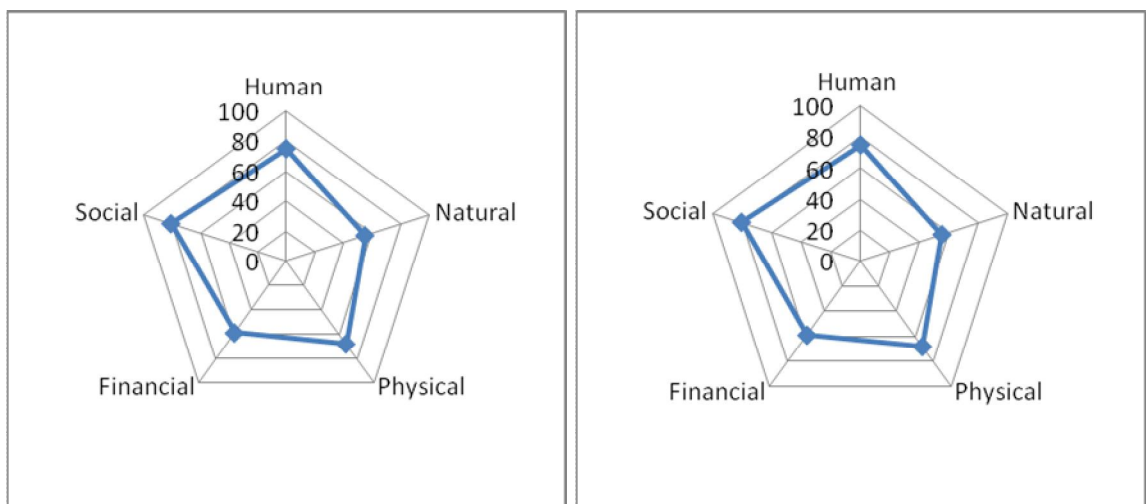 Human
100
80
60
40
20
0
Social
Natural
Financial
Physical
Human
100
80
60
40
20
0
Social
Natural
Financial
Physical